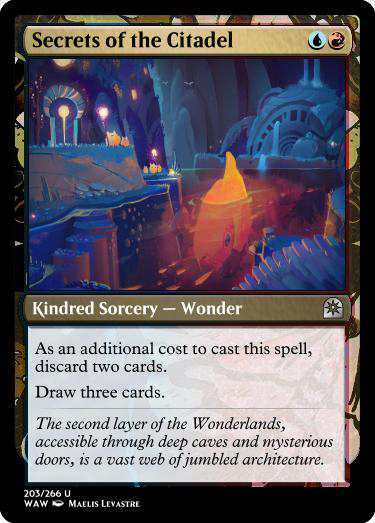 Secrets of the Citadel
Kindred Sorcery — Wonder
As an additional cost to cast this spell,
discard two cards.
Draw three cards.
The second layer of the Wonderlands,
accessible through deep caves and mysterious
doors, is a vast web of jumbled architecture.
203/266 U
WAW Maelis Levastre